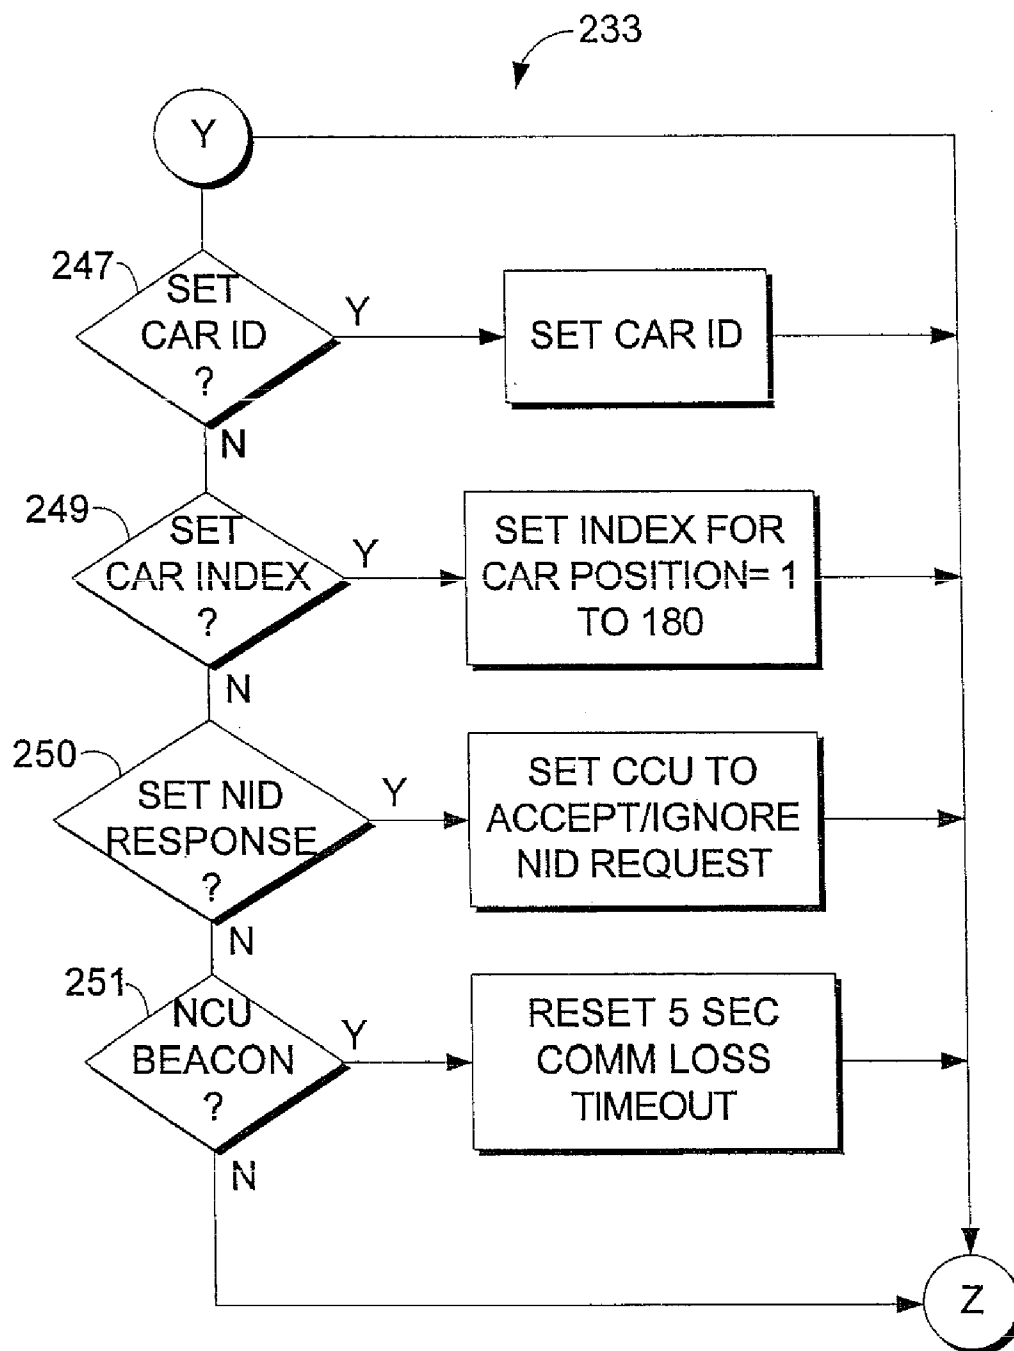 233
Y
247
SET
CAR ID
?
Y
SET CAR ID
N
249
SET
CAR INDEX
?
Y
SET INDEX FOR
CAR POSITION= 1
TO 180
N
250
SET NID
RESPONSE
?
Y
SET CCU TO
ACCEPT/IGNORE
NID REQUEST
N
251
NCU
BEACON
?
Y
RESET 5 SEC
COMM LOSS
TIMEOUT
N
Z